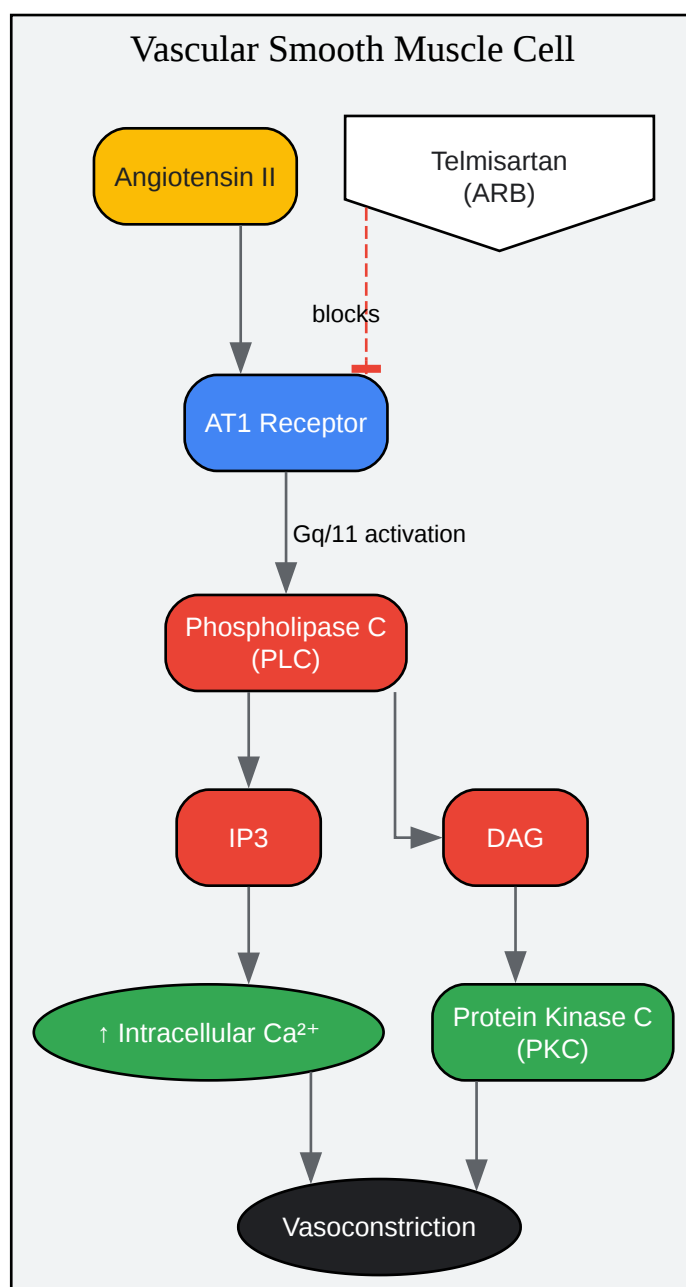 Vascular Smooth Muscle Cell
Angiotensin II
Telmisartan
(ARB)
blocks
AT1 Receptor
Gq/11 activation
Phospholipase C
(PLC)
IP3
DAG
↑ Intracellular Ca²⁺
Protein Kinase C
(PKC)
Vasoconstriction